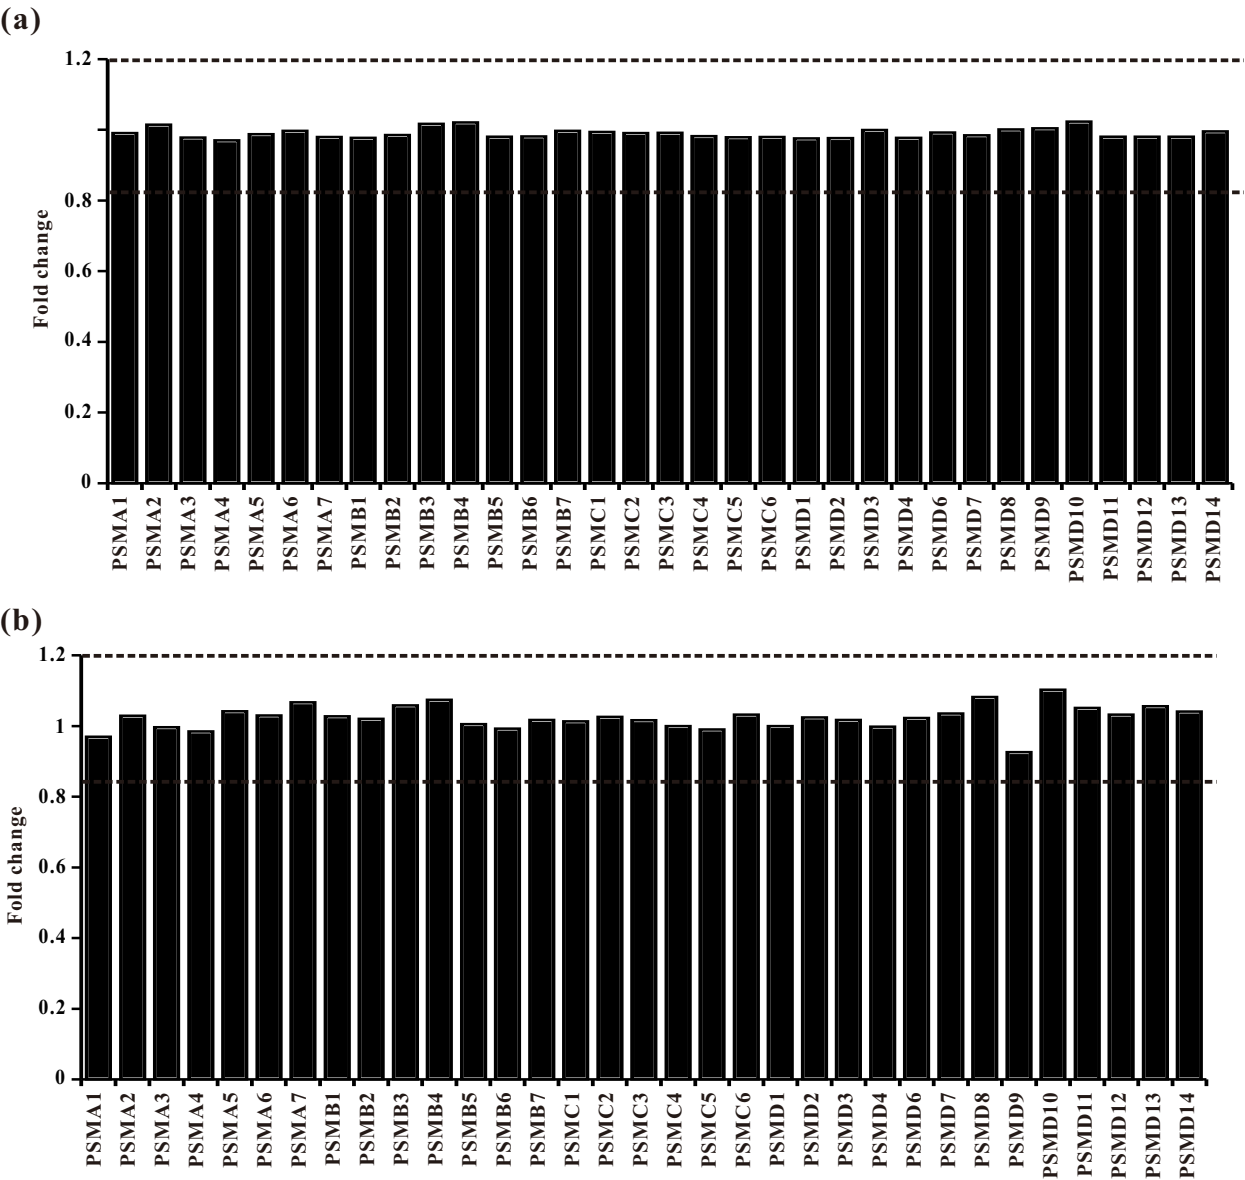 (a)
1.2
0.8
0.6
0.4
0.2
0
Fold change
PSMA1
PSMA2
PSMA3
PSMA4
PSMA5
PSMA6
PSMA7
PSMB1
PSMB2
PSMB3
PSMB4
PSMB5
PSMB6
PSMB7
PSMC1
PSMC2
PSMC3
PSMC4
PSMC5
PSMC6
PSMD1
PSMD2
PSMD3
PSMD4
PSMD6
PSMD7
PSMD8
PSMD9
PSMD10
PSMD11
PSMD12
PSMD13
PSMD14
(b)
1.2
1
0.8
0.6
0.4
0.2
0
Fold change
PSMA1
PSMA2
PSMA3
PSMA4
PSMA5
PSMA6
PSMA7
PSMB1
PSMB2
PSMB3
PSMB4
PSMB5
PSMB6
PSMB7
PSMC1
PSMC2
PSMC3
PSMC4
PSMC5
PSMC6
PSMD1
PSMD2
PSMD3
PSMD4
PSMD6
PSMD7
PSMD8
PSMD9
PSMD10
PSMD11
PSMD12
PSMD13
PSMD14